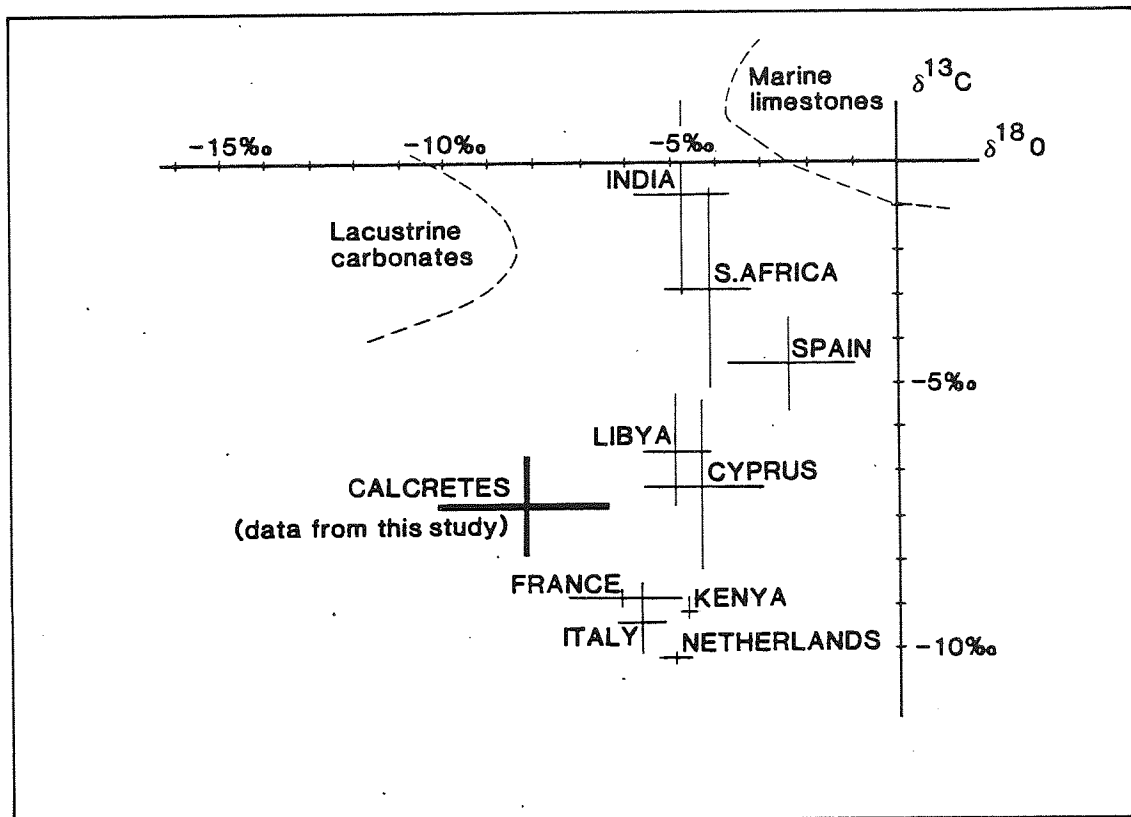 Marine
limestones
δ¹³C
-15‰
-10‰
-5‰
δ¹⁸O
INDIA
Lacustrine
carbonates
S.AFRICA
SPAIN
-5‰
LIBYA
CYPRUS
CALCRETES
(data from this study)
FRANCE
KENYA
ITALY
NETHERLANDS
-10‰